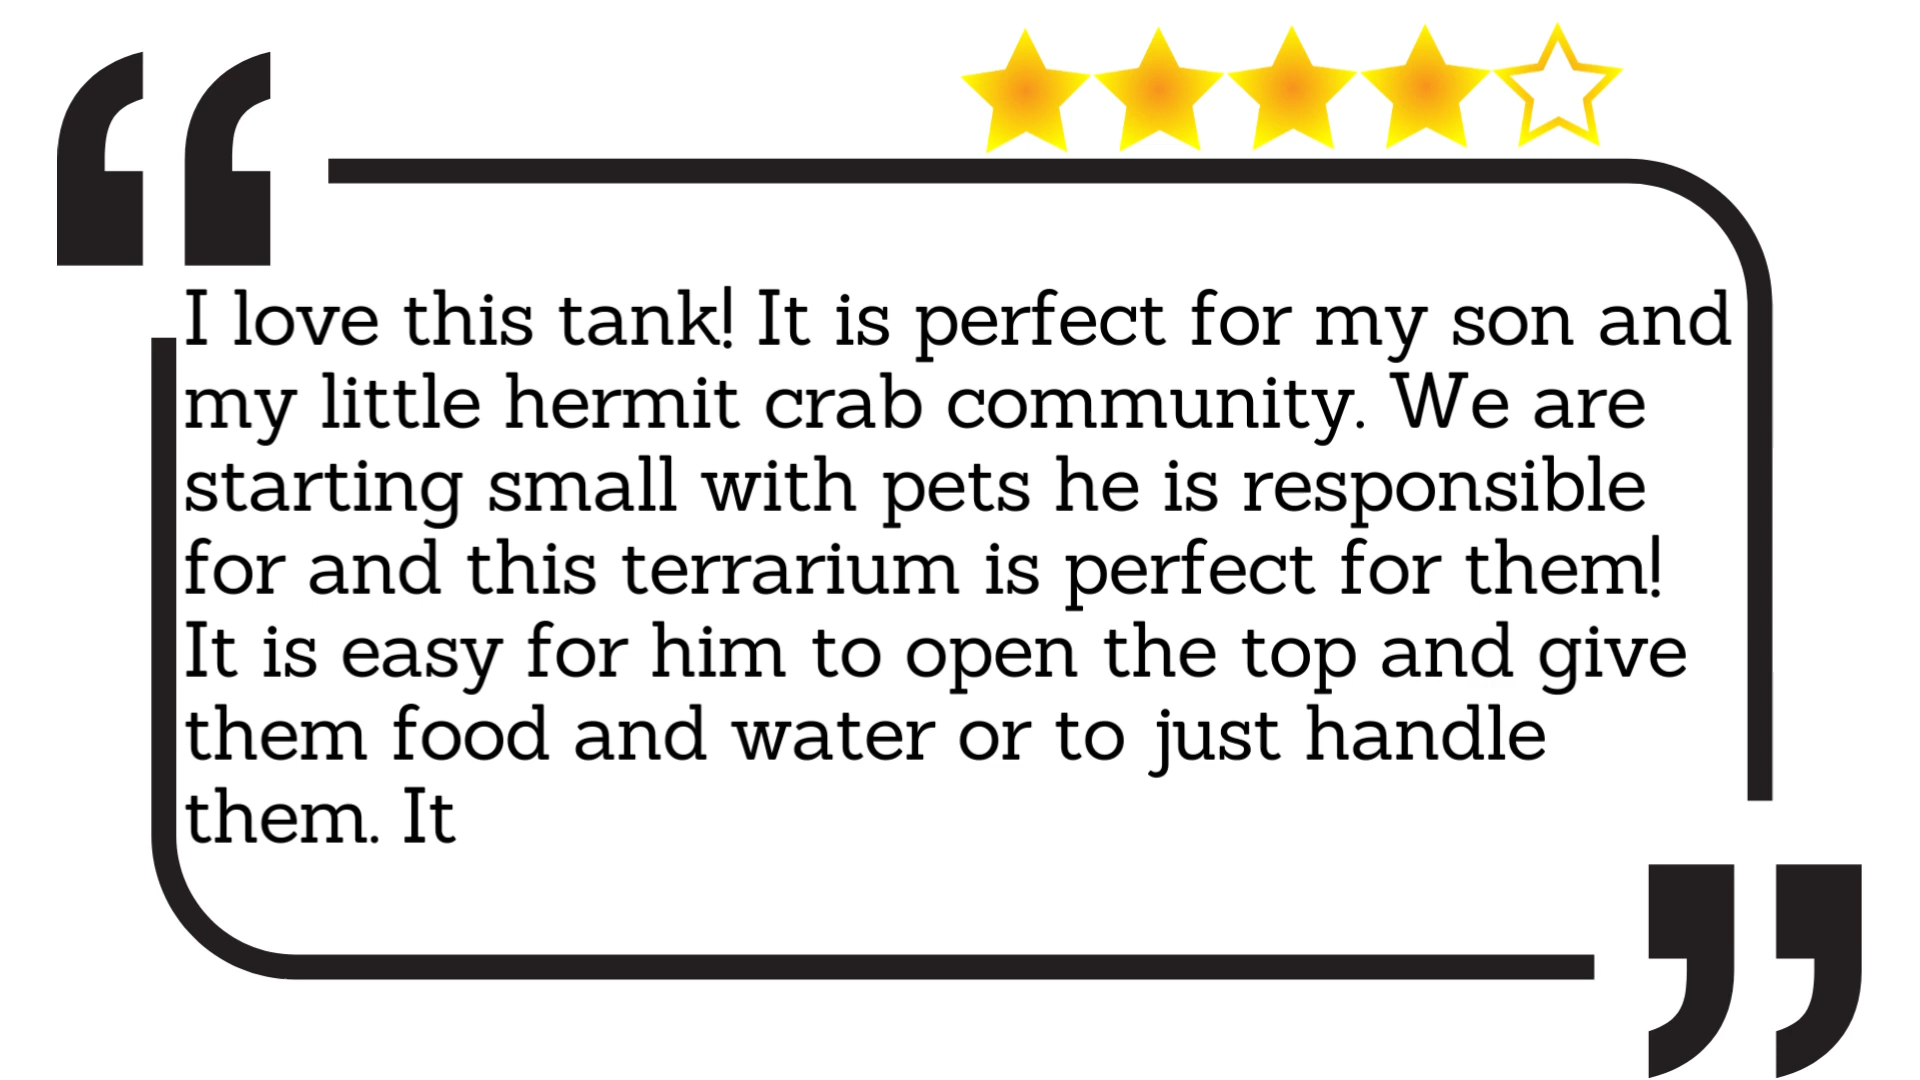 I love this tank! It is perfect for my son and
my little hermit crab community. We are
starting small with pets he is responsible
for and this terrarium is perfect for them!
It is easy for him to open the top and give
them food and water or to just handle
them. It